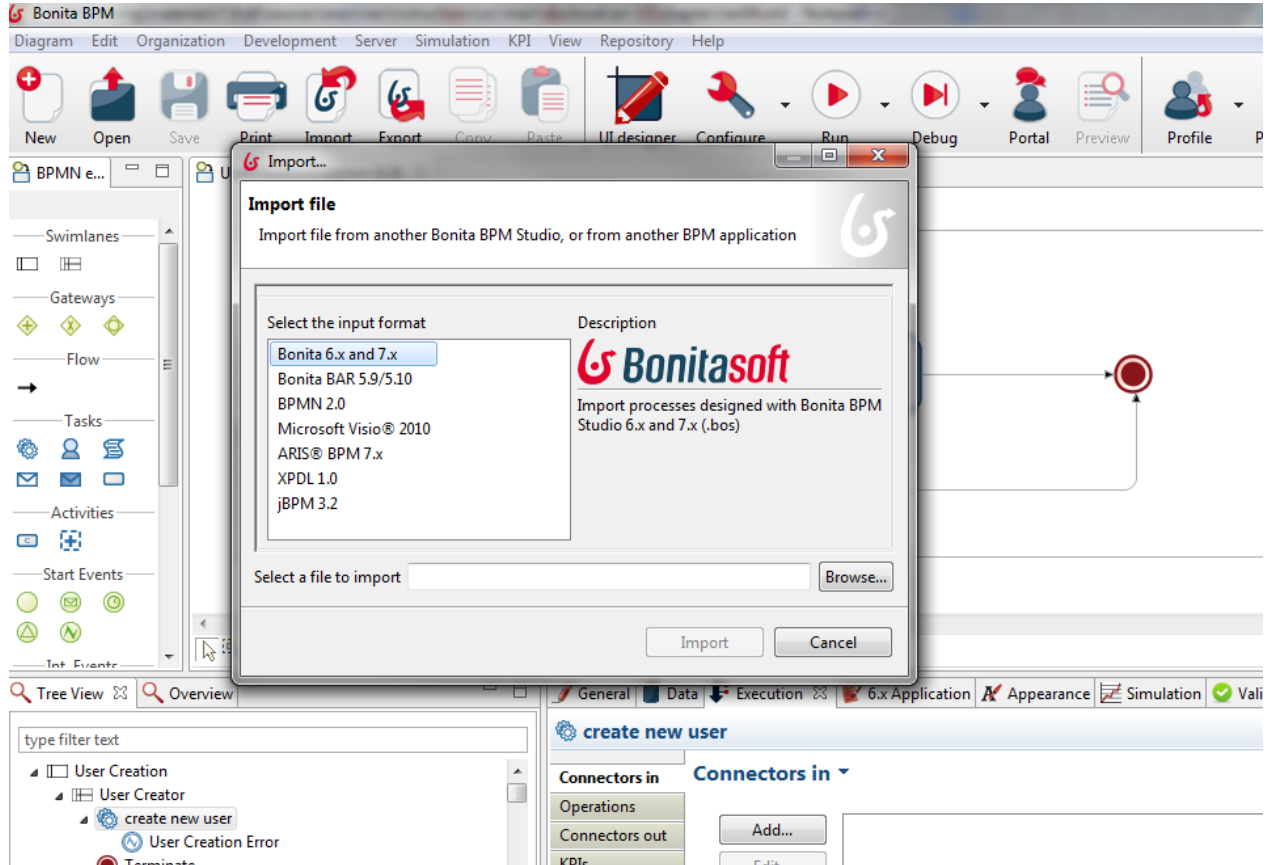 Bonita BPM
Diagram Edit Organization Development Server Simulation KPI View Repository Help
New Open Save Print Import Export Copy Paste UI designer Configure Run Debug Portal Preview Profile P
BPMN e...
U
Import...
Import file
Import file from another Bonita BPM Studio, or from another BPM application
Swimlanes
Gateways
Flow
Tasks
Activities
Start Events
Int. Events
Select the input format
Bonita 6.x and 7.x
Bonita BAR 5.9/5.10
BPMN 2.0
Microsoft Visio® 2010
ARIS® BPM 7.x
XPDL 1.0
jBPM 3.2
Description
Bonitasoft
Import processes designed with Bonita BPM
Studio 6.x and 7.x (.bos)
Select a file to import
Browse...
Import Cancel
Tree View Overview
type filter text
User Creation
User Creator
create new user
User Creation Error
Terminate
General Data Execution 6.x Application Appearance Simulation Vali
create new user
Connectors in
Operations
Connectors out
KPIs
Connectors in
Add...
Edit